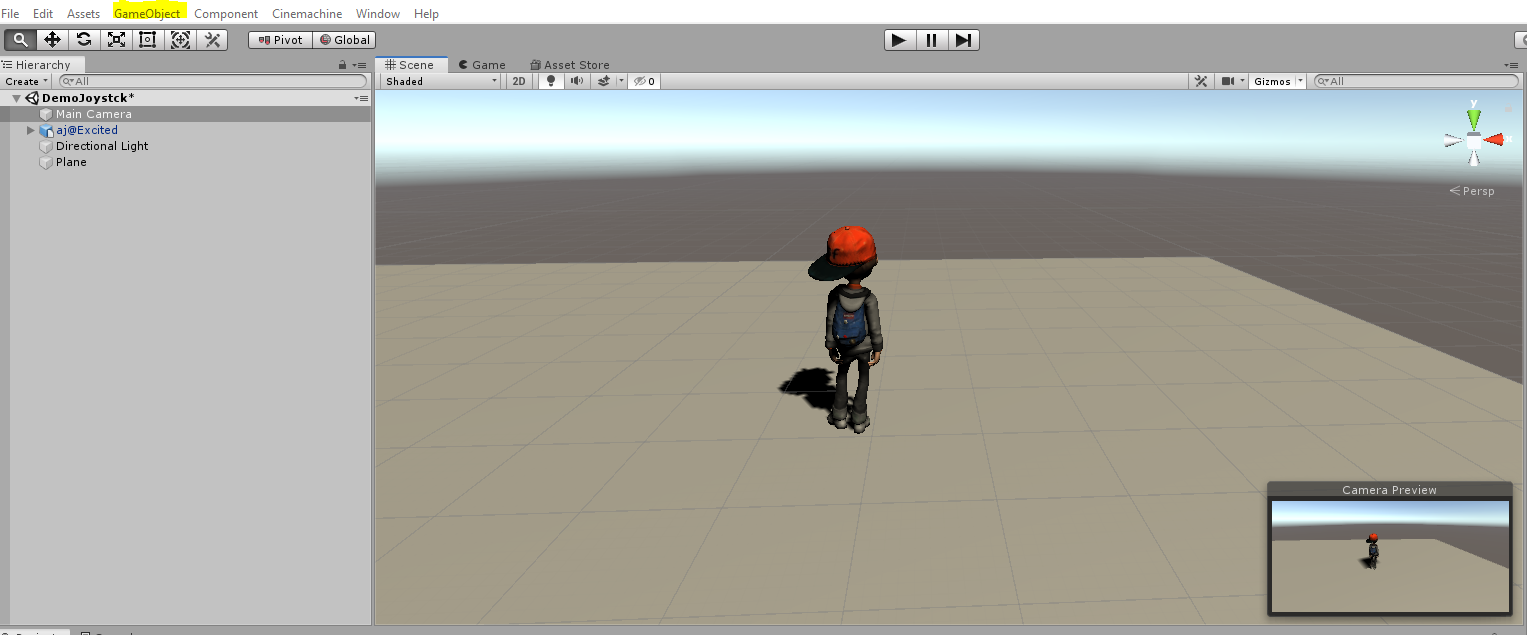 File Edit Assets GameObject Component Cinemachine Window Help
Pivot Global
Hierarchy Scene Game Asset Store
Create All Shaded 2D 0 Gizmos All
DemoJoystck*
Main Camera
aj@Excited
Directional Light
Plane
y
Persp
Camera Preview